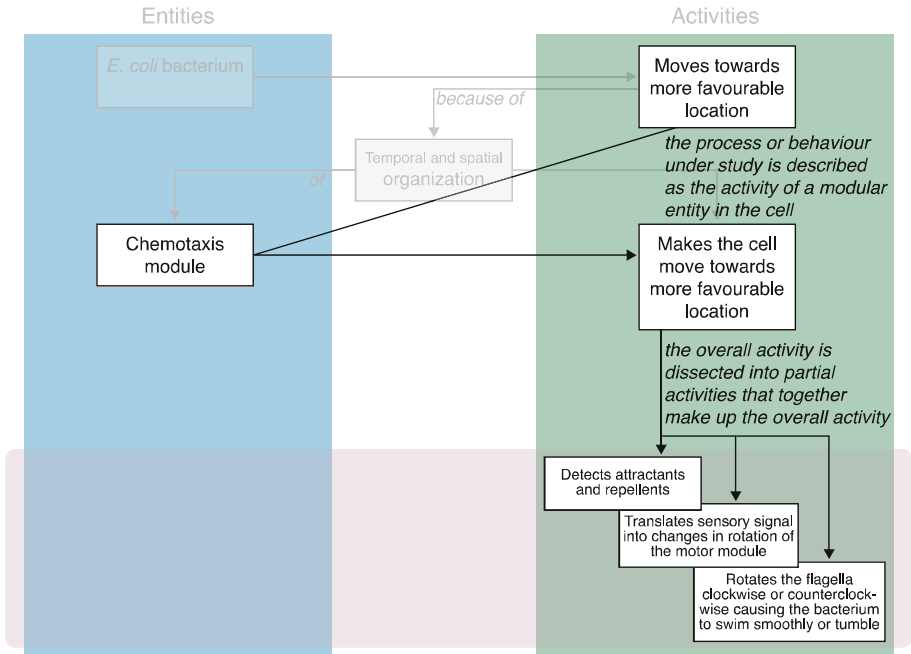 Entities
Activities
E. coli bacterium
Moves towards
more favourable
location
because of
the process or behaviour
under study is described
as the activity of a modular
entity in the cell
Temporal and spatial
organization
of
Chemotaxis
module
Makes the cell
move towards
more favourable
location
the overall activity is
dissected into partial
activities that together
make up the overall activity
Detects attractants
and repellents
Translates sensory signal
into changes in rotation of
the motor module
Rotates the flagella
clockwise or counterclock-
wise causing the bacterium
to swim smoothly or tumble